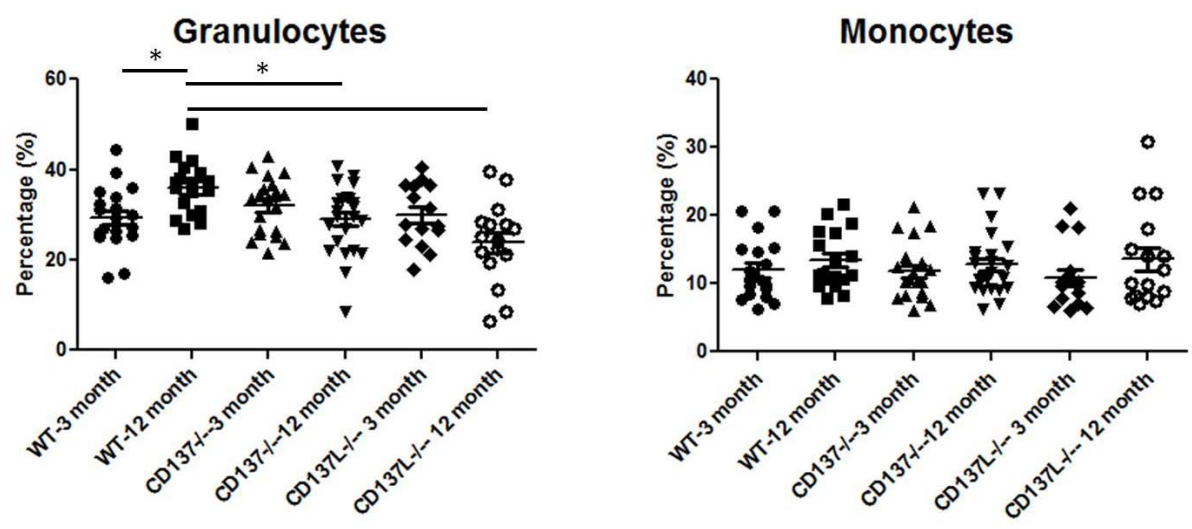 Granulocytes
*
*
Percentage (%)
60
40
20
0
WT-3 month
WT-12 month
CD137-/--3 month
CD137-/--12 month
CD137L-/-- 3 month
CD137L-/-- 12 month
Monocytes
Percentage (%)
40
30
20
10
0
WT-3 month
WT-12 month
CD137-/--3 month
CD137-/--12 month
CD137L-/-- 3 month
CD137L-/-- 12 month